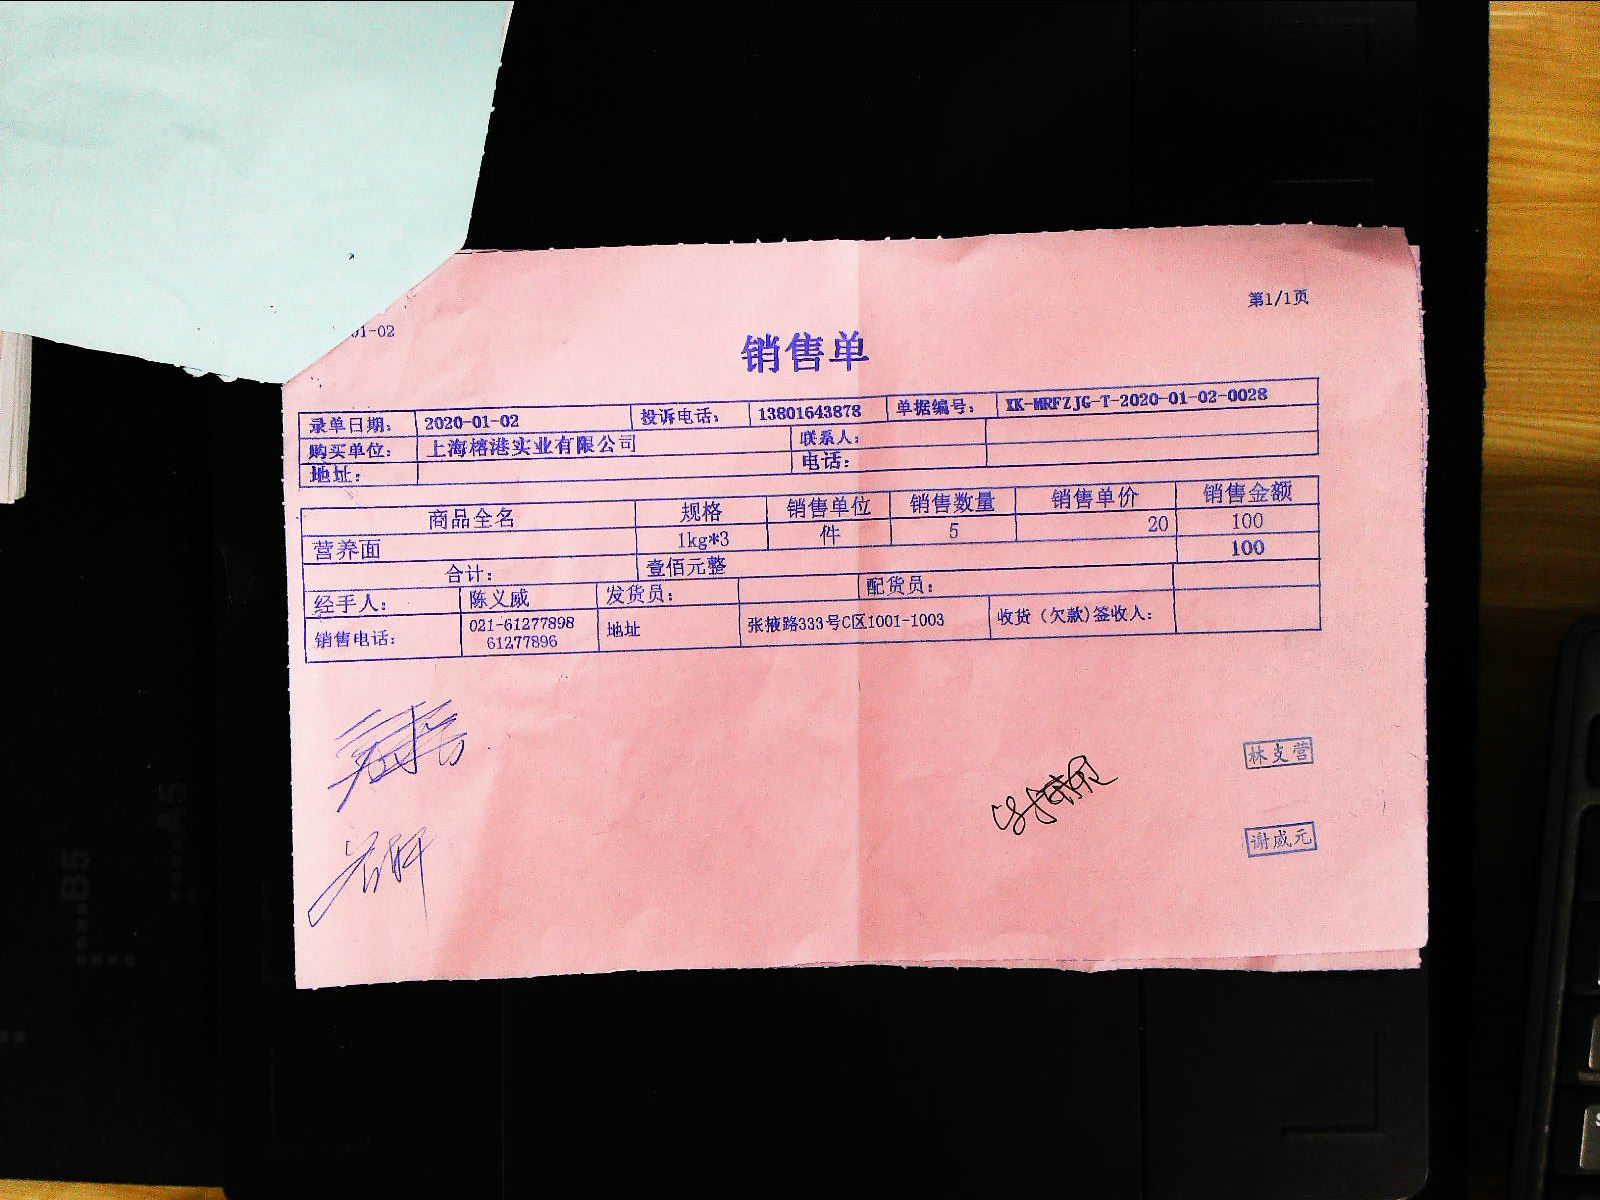 第1/1页
01-02
销售单
录单日期: 2020-01-02 投诉电话: 13801643878 单据编号: XK-MRFZJG-T-2020-01-02-0028
购买单位: 上海榕港实业有限公司 联系人:
地址: 电话:
商品全名 规格 销售单位 销售数量 销售单价 销售金额
营养面 1kg*3 件 5 20 100
合计: 壹佰元整 100
经手人: 陈义威 发货员: 配货员:
销售电话: 021-61277898 61277896 地址 张掖路333号C区1001-1003 收货（欠款)签收人:
林支营
谢威元
B5
A5